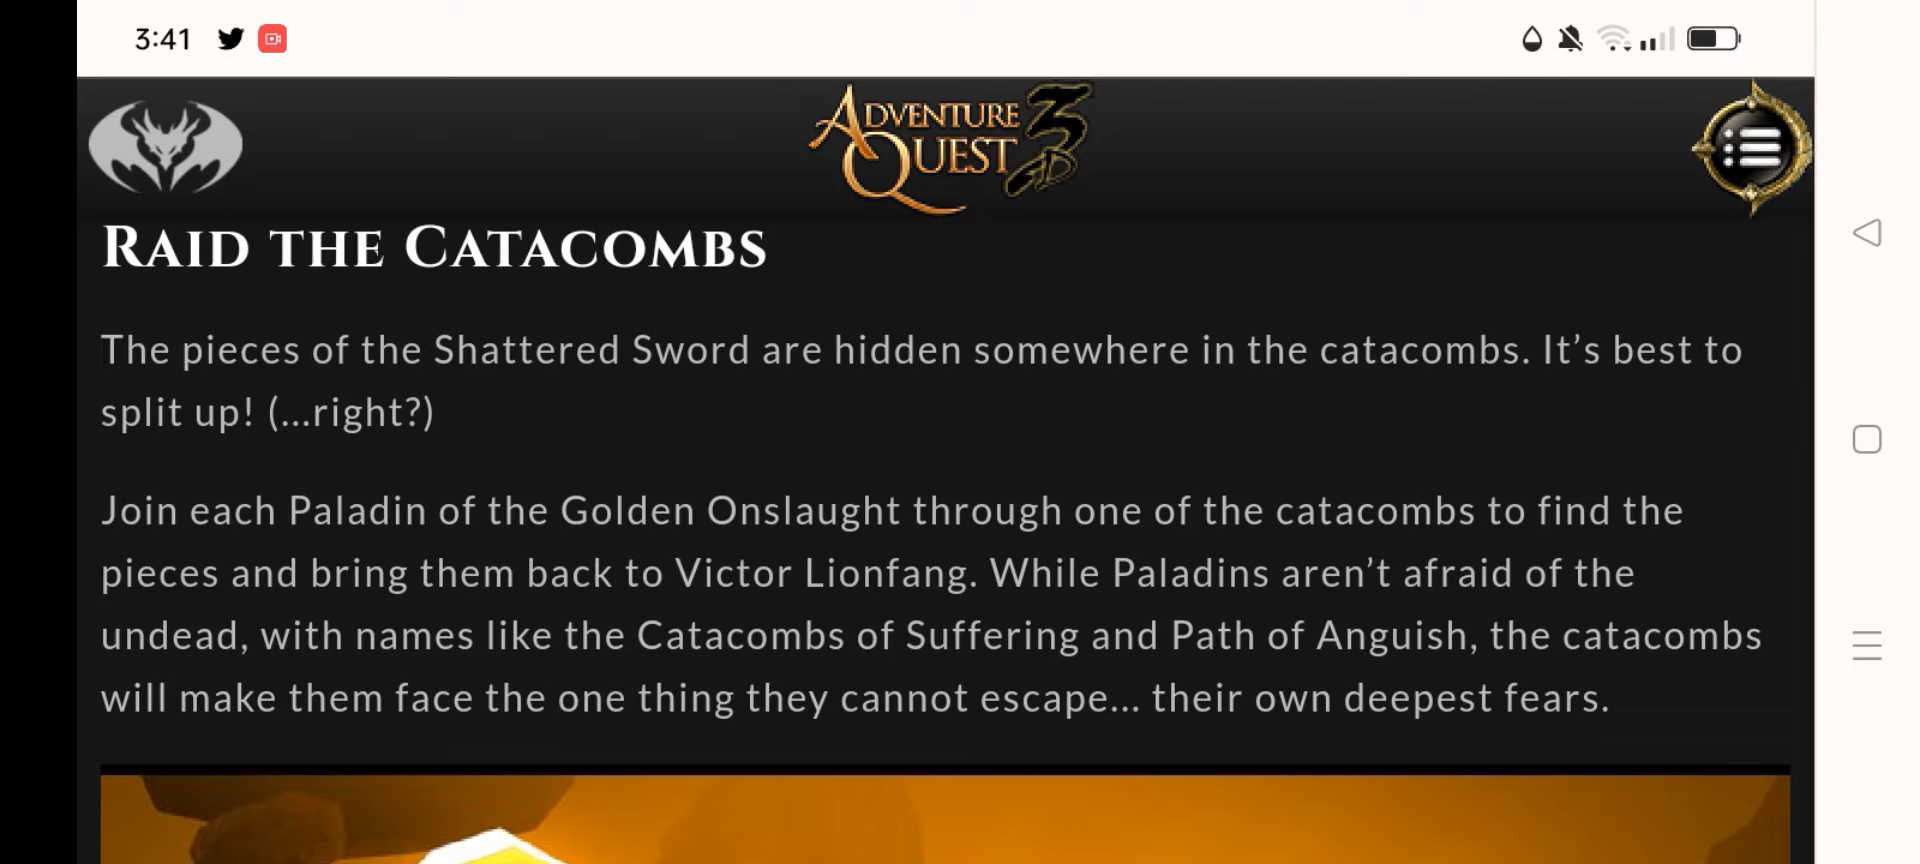 3:41
ADVENTURE
QUEST
3D
RAID THE CATACOMBS
The pieces of the Shattered Sword are hidden somewhere in the catacombs. It’s best to
split up! (...right?)
Join each Paladin of the Golden Onslaught through one of the catacombs to find the
pieces and bring them back to Victor Lionfang. While Paladins aren’t afraid of the
undead, with names like the Catacombs of Suffering and Path of Anguish, the catacombs
will make them face the one thing they cannot escape... their own deepest fears.